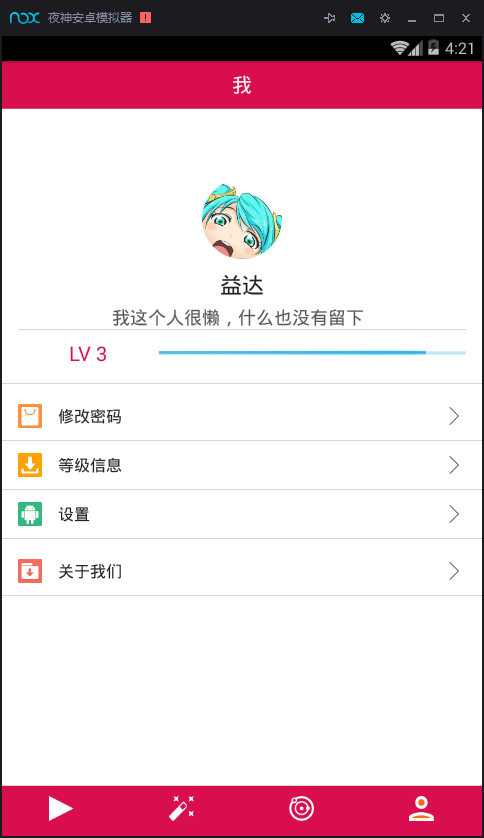 nox 夜神安卓模拟器
4:21
我
益达
我这个人很懒，什么也没有留下
LV 3
修改密码
等级信息
设置
关于我们